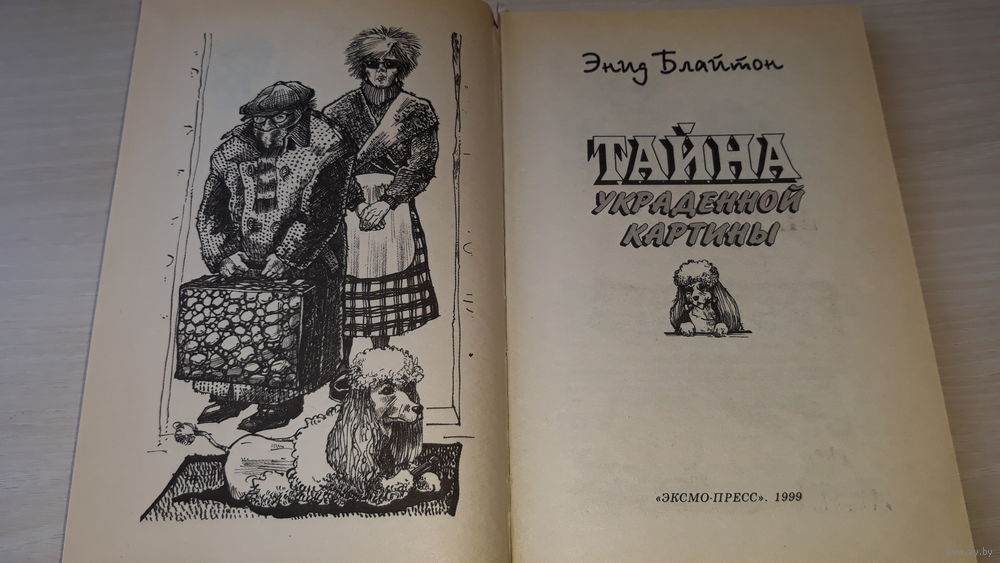 Энид Блайтон
ТАЙНА
УКРАДЕННОЙ
КАРТИНЫ
«ЭКСМО-ПРЕСС». 1999